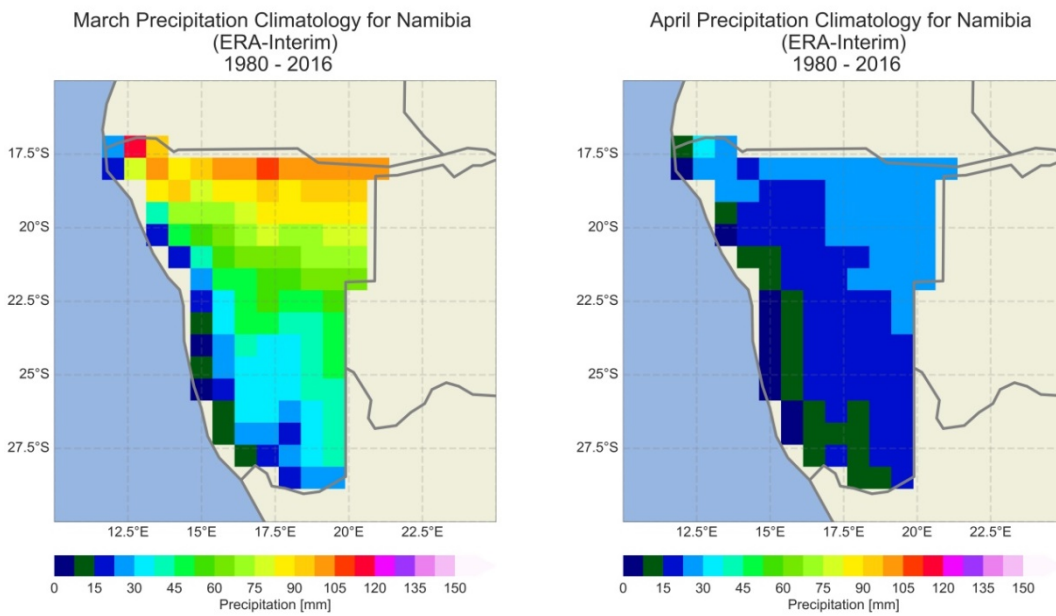 March Precipitation Climatology for Namibia
(ERA-Interim)
1980 - 2016
17.5°S
20°S
22.5°S
25°S
27.5°S
12.5°E 15°E 17.5°E 20°E 22.5°E
0 15 30 45 60 75 90 105 120 135 150
Precipitation [mm]
April Precipitation Climatology for Namibia
(ERA-Interim)
1980 - 2016
17.5°S
20°S
22.5°S
25°S
27.5°S
12.5°E 15°E 17.5°E 20°E 22.5°E
0 15 30 45 60 75 90 105 120 135 150
Precipitation [mm]